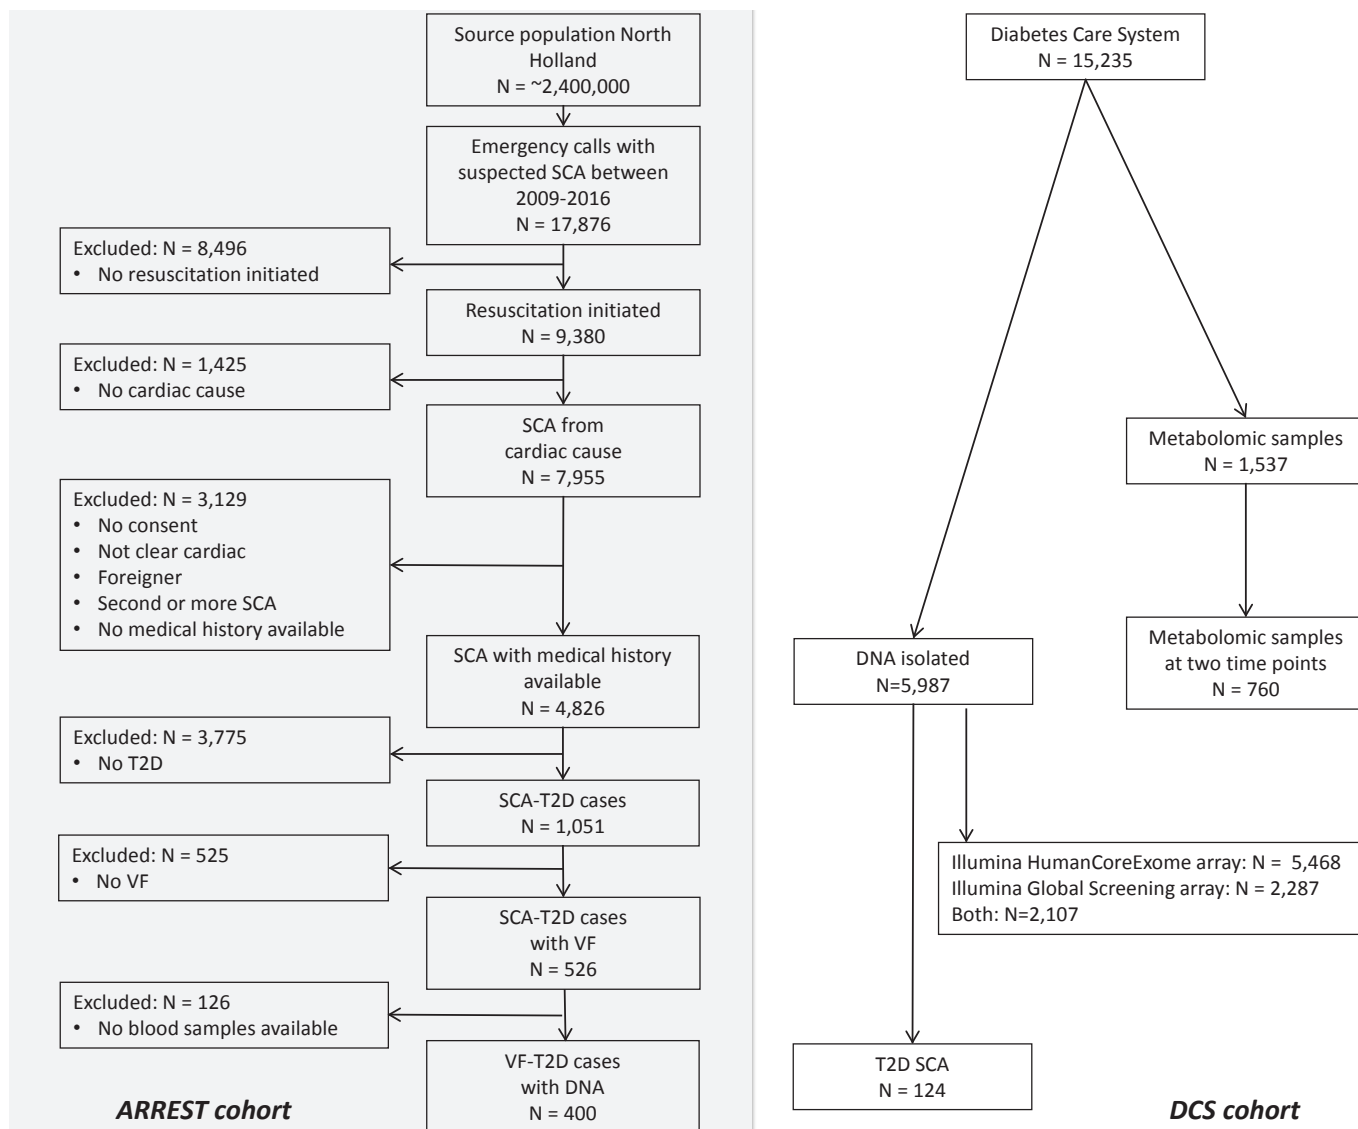 Source population North
Holland
N = ~2,400,000
Emergency calls with
suspected SCA between
2009-2016
N = 17,876
Excluded: N = 8,496
• No resuscitation initiated
Resuscitation initiated
N = 9,380
Excluded: N = 1,425
• No cardiac cause
SCA from
cardiac cause
N = 7,955
Excluded: N = 3,129
• No consent
• Not clear cardiac
• Foreigner
• Second or more SCA
• No medical history available
SCA with medical history
available
N = 4,826
Excluded: N = 3,775
• No T2D
SCA-T2D cases
N = 1,051
Excluded: N = 525
• No VF
SCA-T2D cases
with VF
N = 526
Excluded: N = 126
• No blood samples available
VF-T2D cases
with DNA
N = 400
ARREST cohort
Diabetes Care System
N = 15,235
Metabolomic samples
N = 1,537
Metabolomic samples
at two time points
N = 760
DNA isolated
N=5,987
Illumina HumanCoreExome array: N =  5,468
Illumina Global Screening array: N = 2,287
Both: N=2,107
T2D SCA
N = 124
DCS cohort